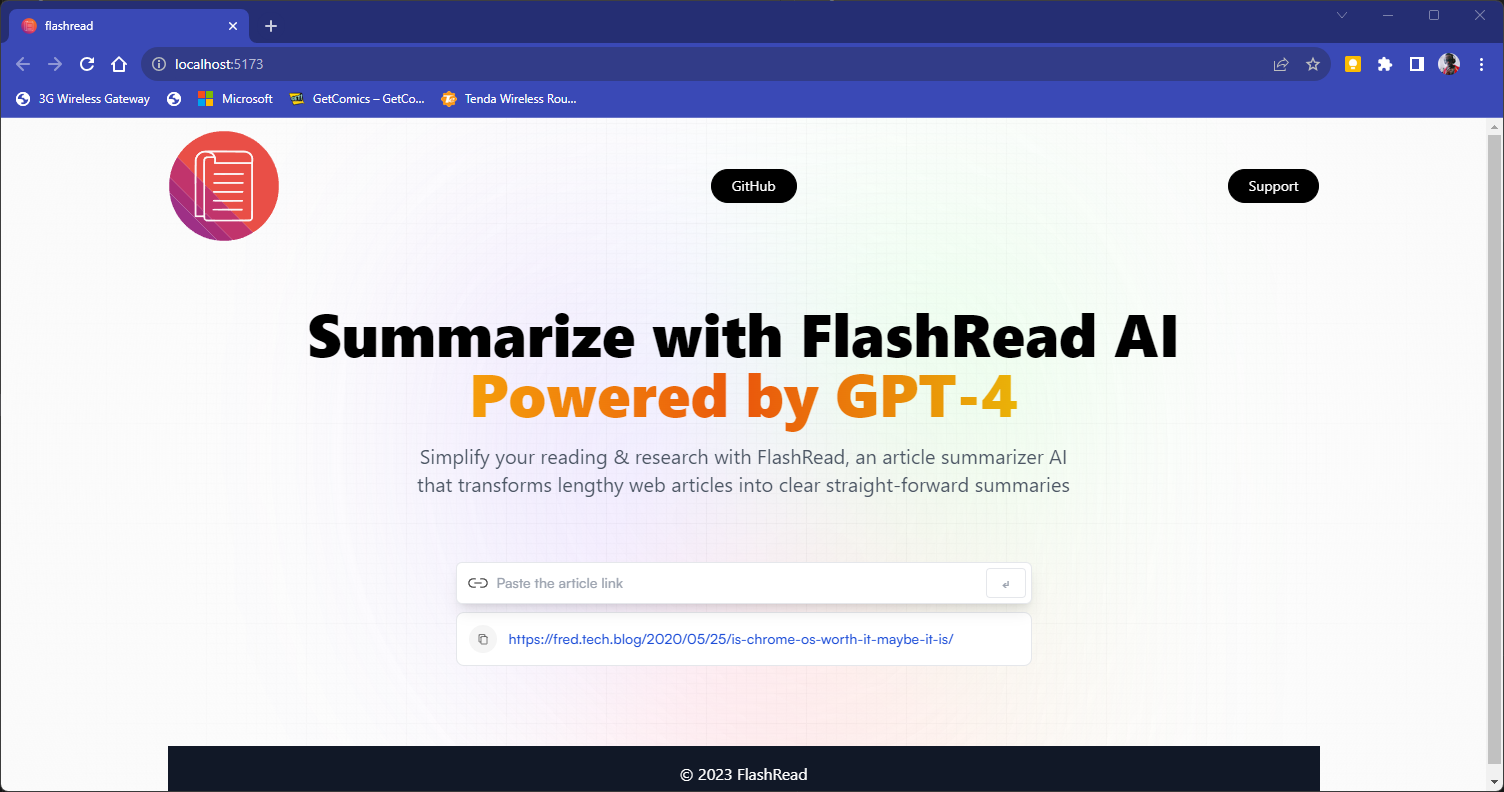 flashread
localhost:5173
3G Wireless Gateway
Microsoft
GetComics – GetCo...
Tenda Wireless Rou...
GitHub
Support
Summarize with FlashRead AI
Powered by GPT-4
Simplify your reading & research with FlashRead, an article summarizer AI
that transforms lengthy web articles into clear straight-forward summaries
Paste the article link
https://fred.tech.blog/2020/05/25/is-chrome-os-worth-it-maybe-it-is/
© 2023 FlashRead